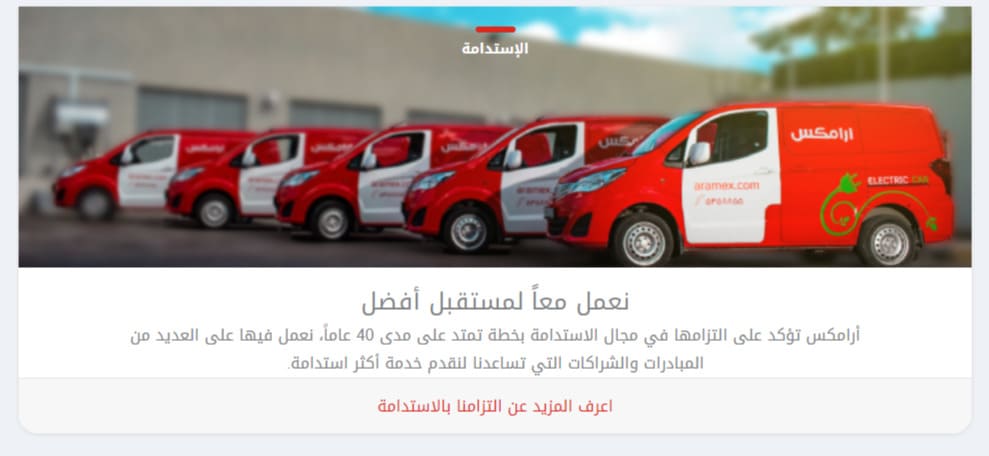 الإستدامة
أرامكس
aramex.com
ELECTRIC CAR
نعمل معاً لمستقبل أفضل
أرامكس تؤكد على التزامها في مجال الاستدامة بخطة تمتد على مدى 40 عاماً، نعمل فيها على العديد من
المبادرات والشراكات التي تساعدنا لنقدم خدمة أكثر استدامة.
اعرف المزيد عن التزامنا بالاستدامة